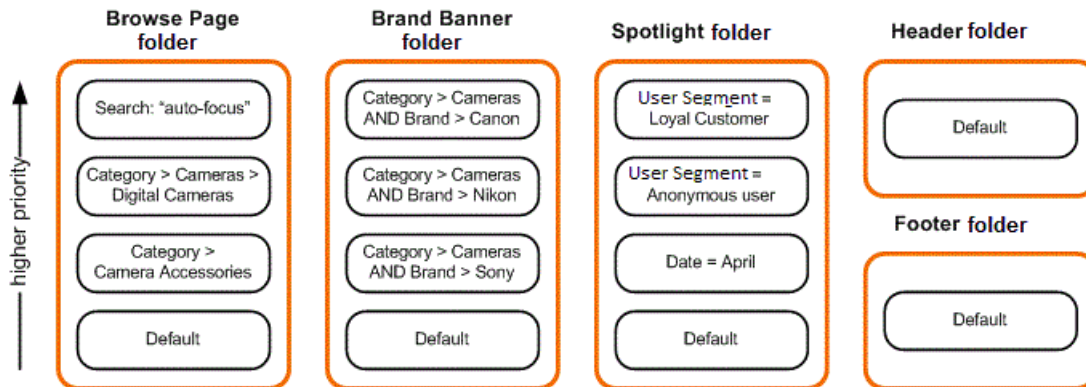 Browse Page
folder
Search: "auto-focus"
Category > Cameras >
Digital Cameras
Category >
Camera Accessories
Default
Brand Banner
folder
Category > Cameras
AND Brand > Canon
Category > Cameras
AND Brand > Nikon
Category > Cameras
AND Brand > Sony
Default
Spotlight folder
User Segment =
Loyal Customer
User Segment =
Anonymous user
Date = April
Default
Header folder
Default
Footer folder
Default
higher priority